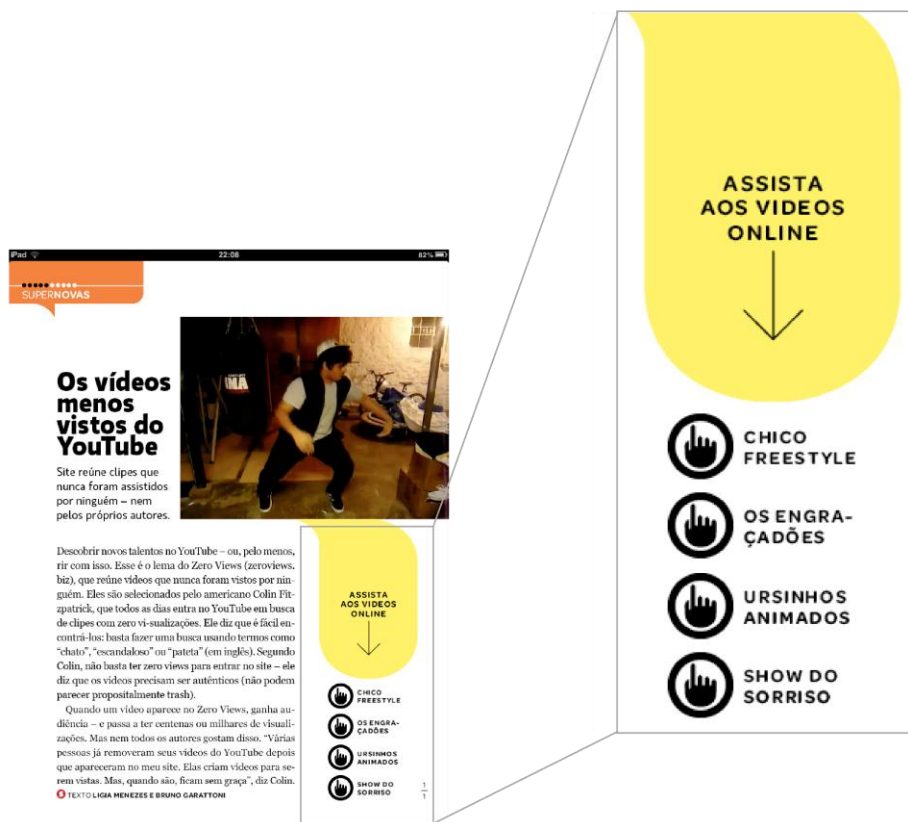 iPad
22:08
82%
SUPERNOVAS
Os vídeos
menos
vistos do
YouTube
Site reúne clipes que
nunca foram assistidos
por ninguém – nem
pelos próprios autores.
Descobrir novos talentos no YouTube – ou, pelo menos,
rir com isso. Esse é o lema do Zero Views (zeroviews.
biz), que reúne vídeos que nunca foram vistos por nin-
guém. Eles são selecionados pelo americano Colin Fit-
zpatrick, que todos os dias entra no YouTube em busca
de clipes com zero vi-sualizações. Ele diz que é fácil en-
contrá-los: basta fazer uma busca usando termos como
“chato”, “escandaloso” ou “pateta” (em inglês). Segundo
Colin, não basta ter zero views para entrar no site – ele
diz que os vídeos precisam ser autênticos (não podem
parecer propositalmente trash).
Quando um vídeo aparece no Zero Views, ganha au-
diência – e passa a ter centenas ou milhares de visuali-
zações. Mas nem todos os autores gostam disso. “Várias
pessoas já removeram seus vídeos do YouTube depois
que apareceram no meu site. Elas criam vídeos para se-
rem vistas. Mas, quando são, ficam sem graça”, diz Colin.
TEXTO LIGIA MENEZES E BRUNO GARATTONI
ASSISTA
AOS VIDEOS
ONLINE
CHICO
FREESTYLE
OS ENGRA-
ÇADÕES
URSINHOS
ANIMADOS
SHOW DO
SORRISO
1
1
ASSISTA
AOS VIDEOS
ONLINE
CHICO
FREESTYLE
OS ENGRA-
ÇADÕES
URSINHOS
ANIMADOS
SHOW DO
SORRISO